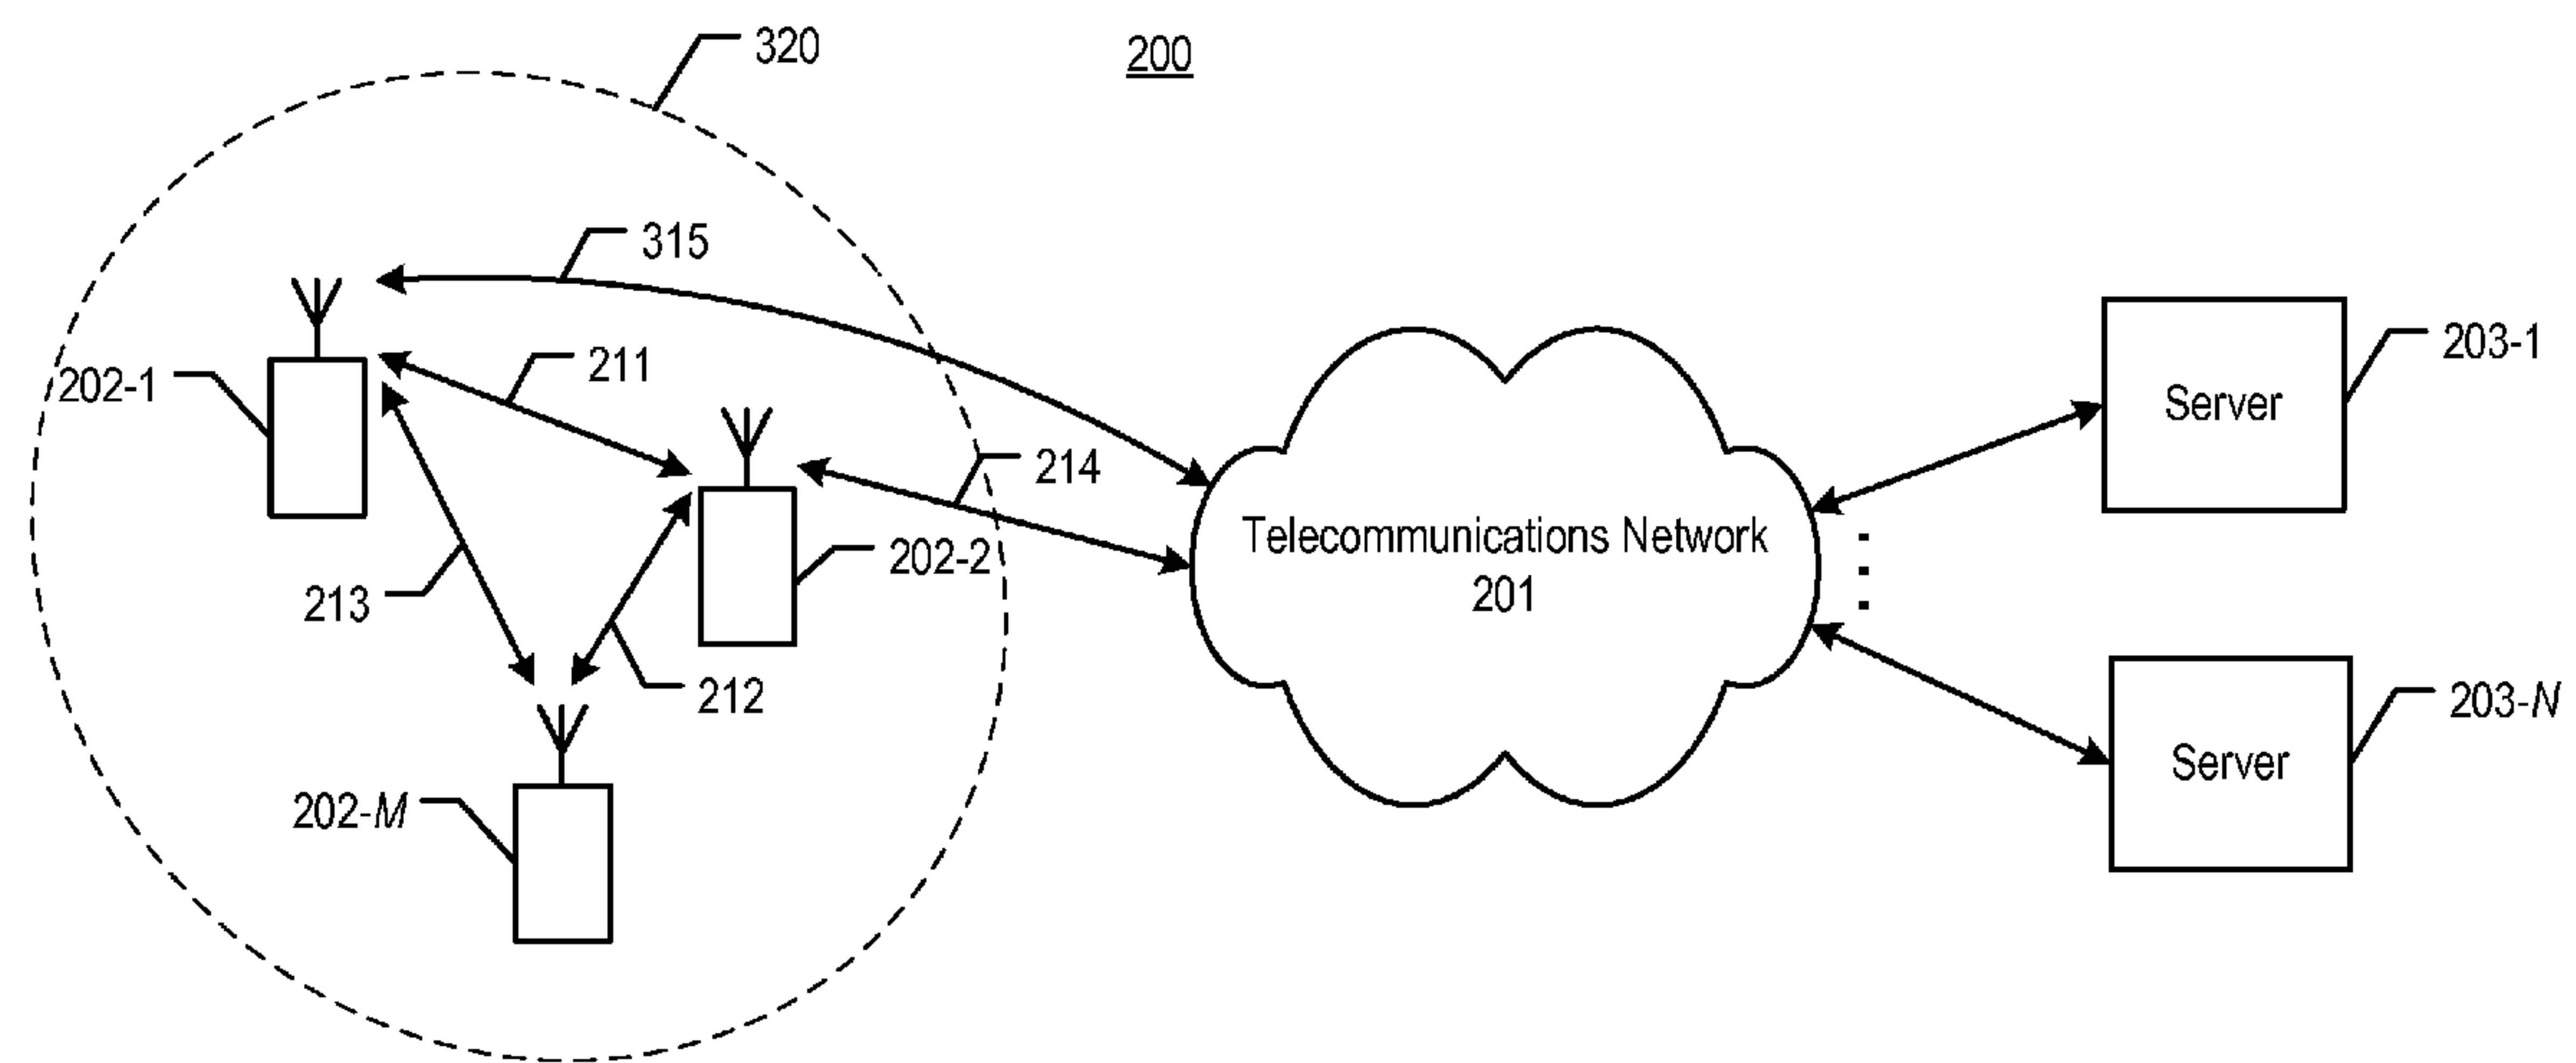 320
200
315
203-1
211
202-1
Server
214
Telecommunications Network
201
202-2
213
212
203-N
Server
202-M